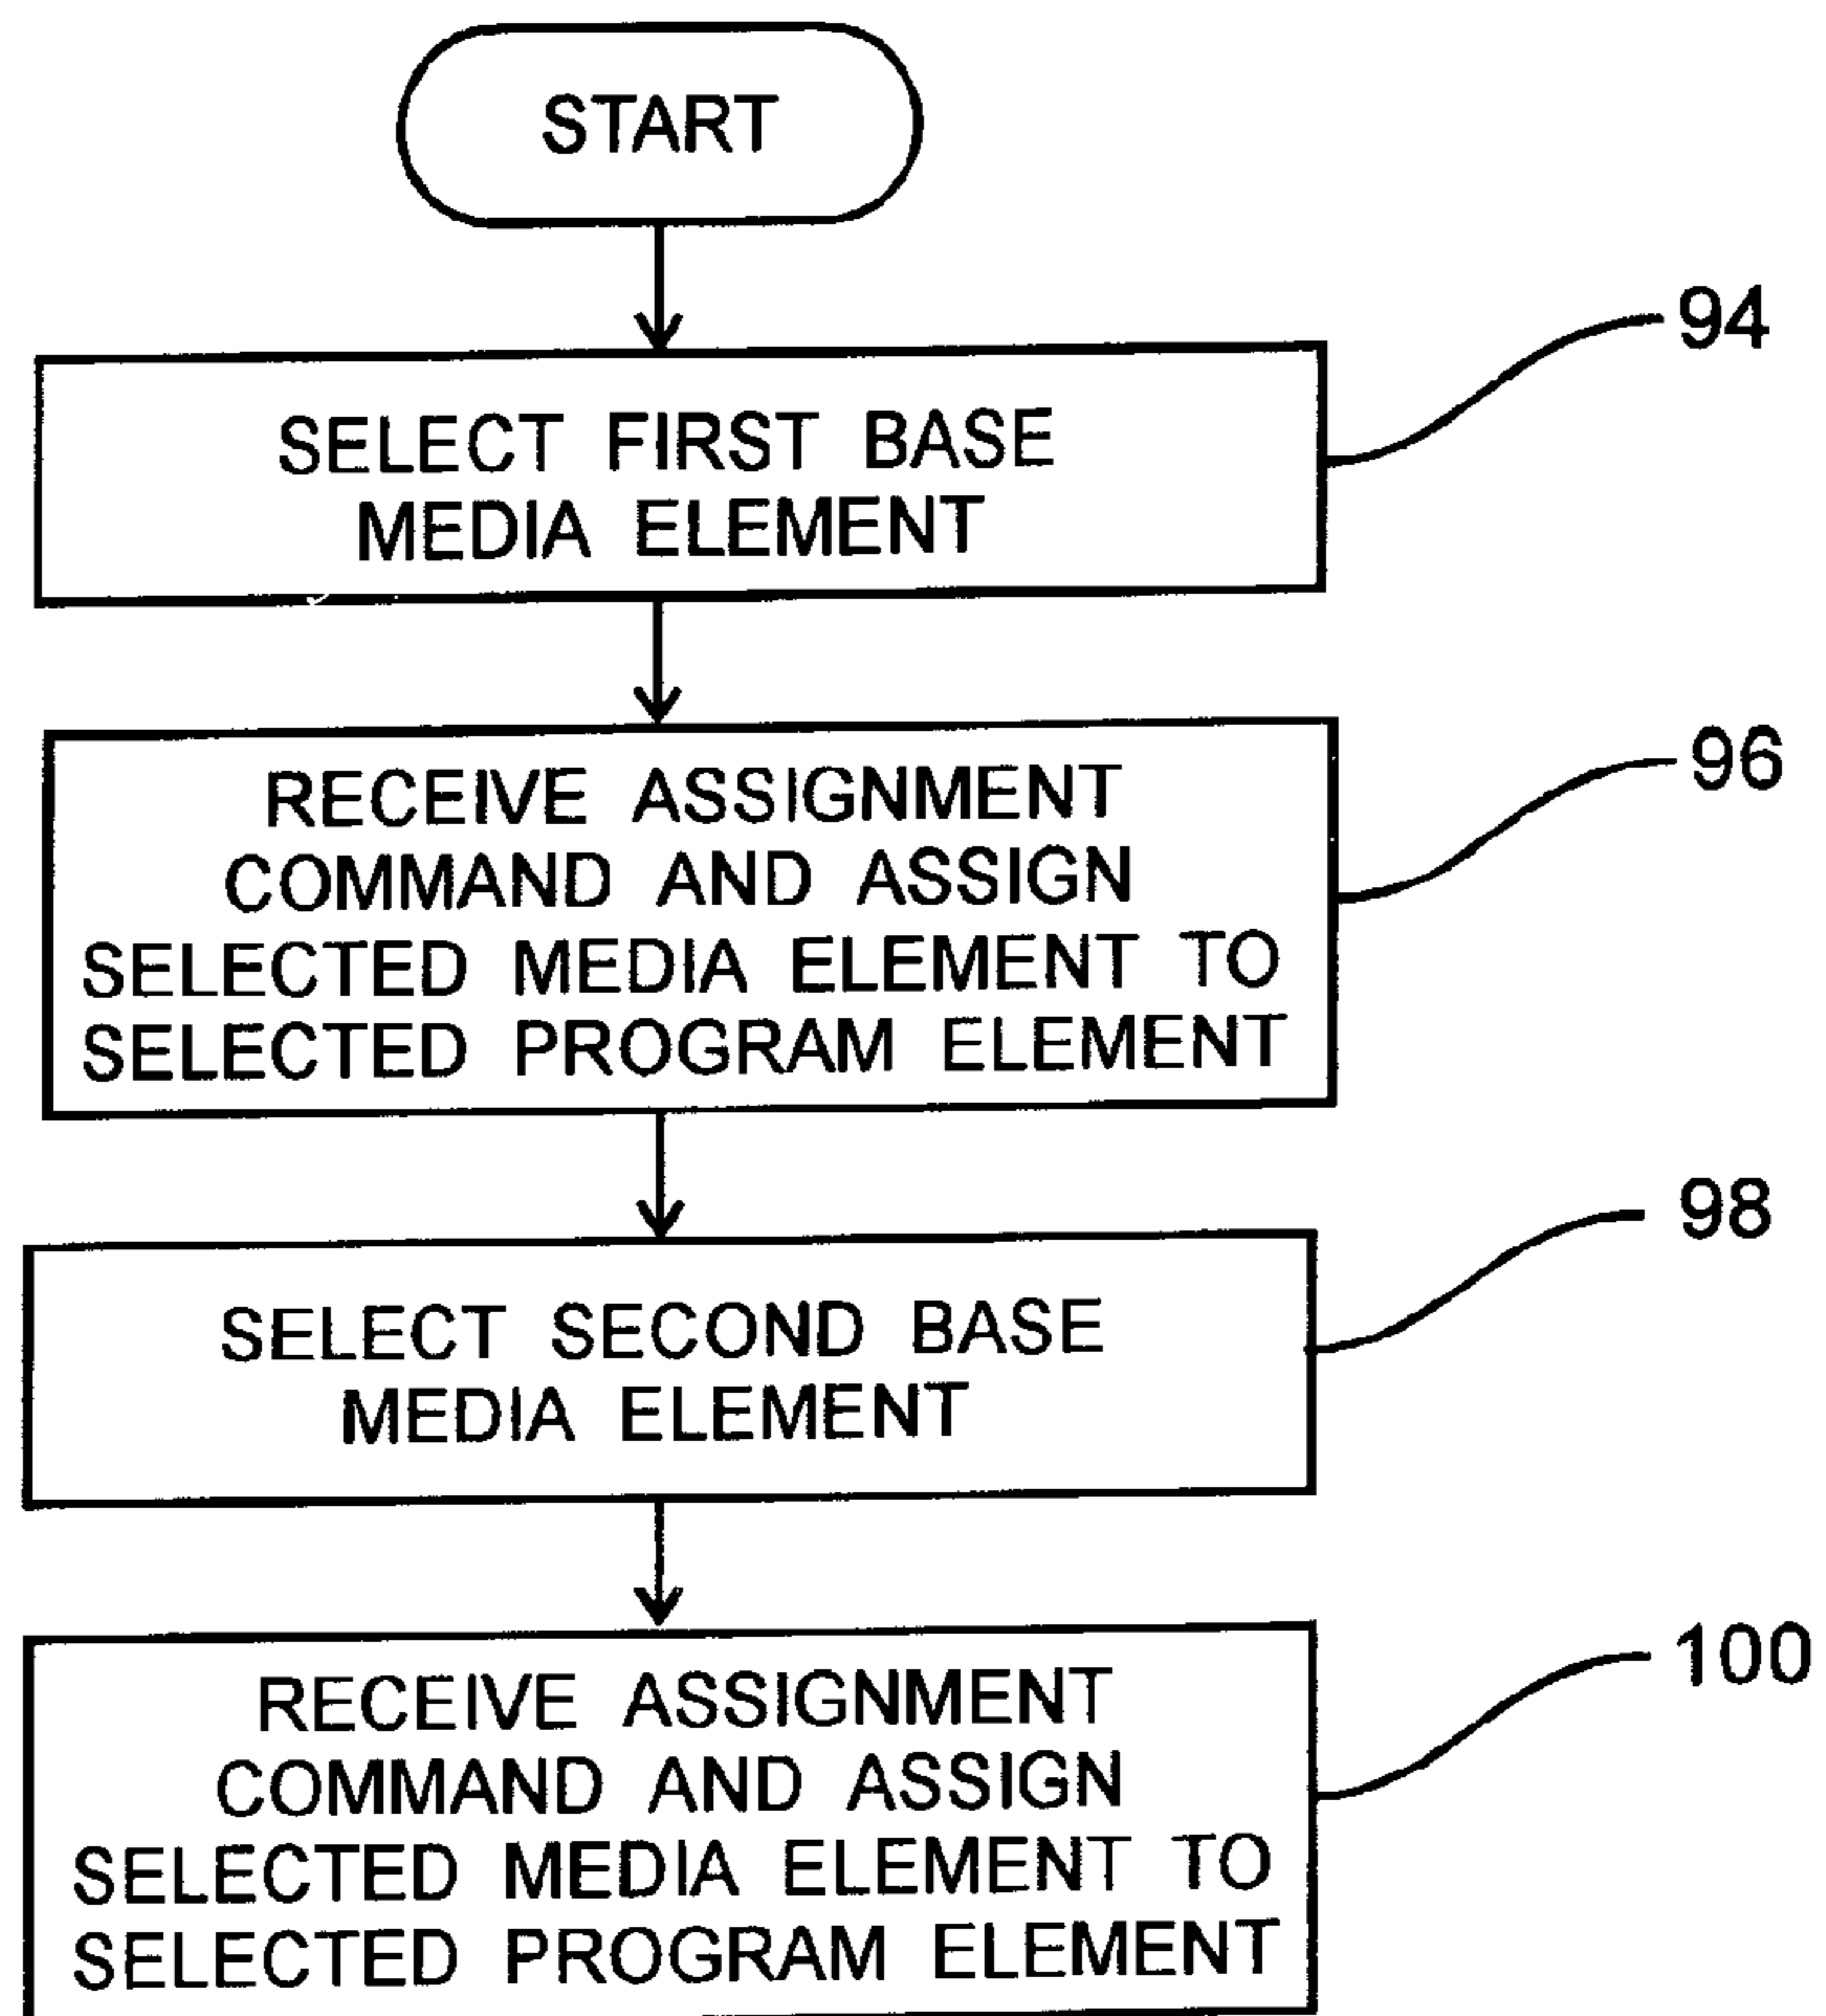 START
94
SELECT FIRST BASE
MEDIA ELEMENT
96
RECEIVE ASSIGNMENT
COMMAND AND ASSIGN
SELECTED MEDIA ELEMENT TO
SELECTED PROGRAM ELEMENT
98
SELECT SECOND BASE
MEDIA ELEMENT
100
RECEIVE ASSIGNMENT
COMMAND AND ASSIGN
SELECTED MEDIA ELEMENT TO
SELECTED PROGRAM ELEMENT